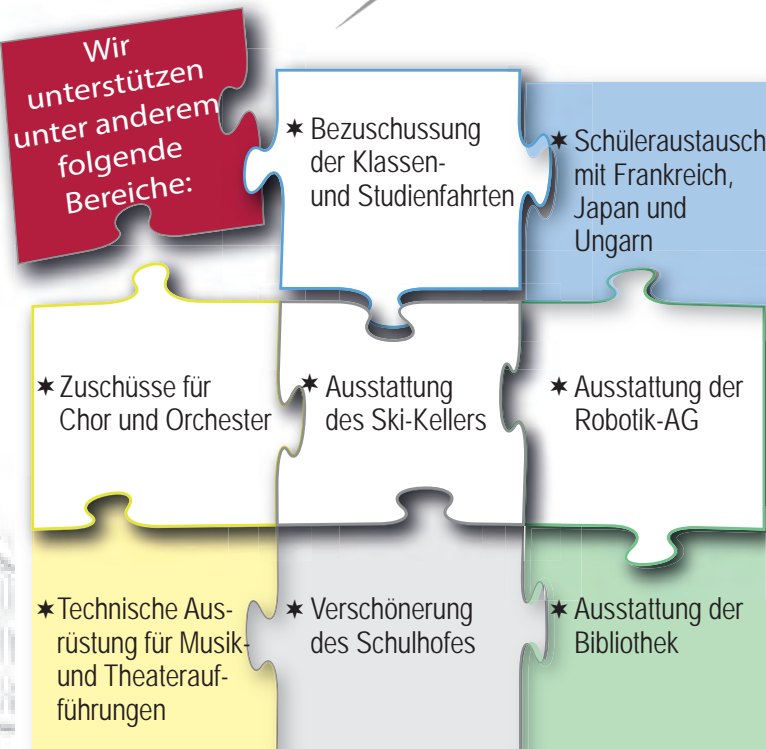 Wir
unterstützen
unter anderem
folgende
Bereiche:
✶ Bezuschussung
der Klassen-
und Studienfahrten
✶ Schüleraustausch
mit Frankreich,
Japan und
Ungarn
✶ Zuschüsse für
Chor und Orchester
✶ Ausstattung
des Ski-Kellers
✶ Ausstattung der
Robotik-AG
✶ Technische Aus-
rüstung für Musik-
und Theaterauf-
führungen
✶ Verschönerung
des Schulhofes
✶ Ausstattung der
Bibliothek